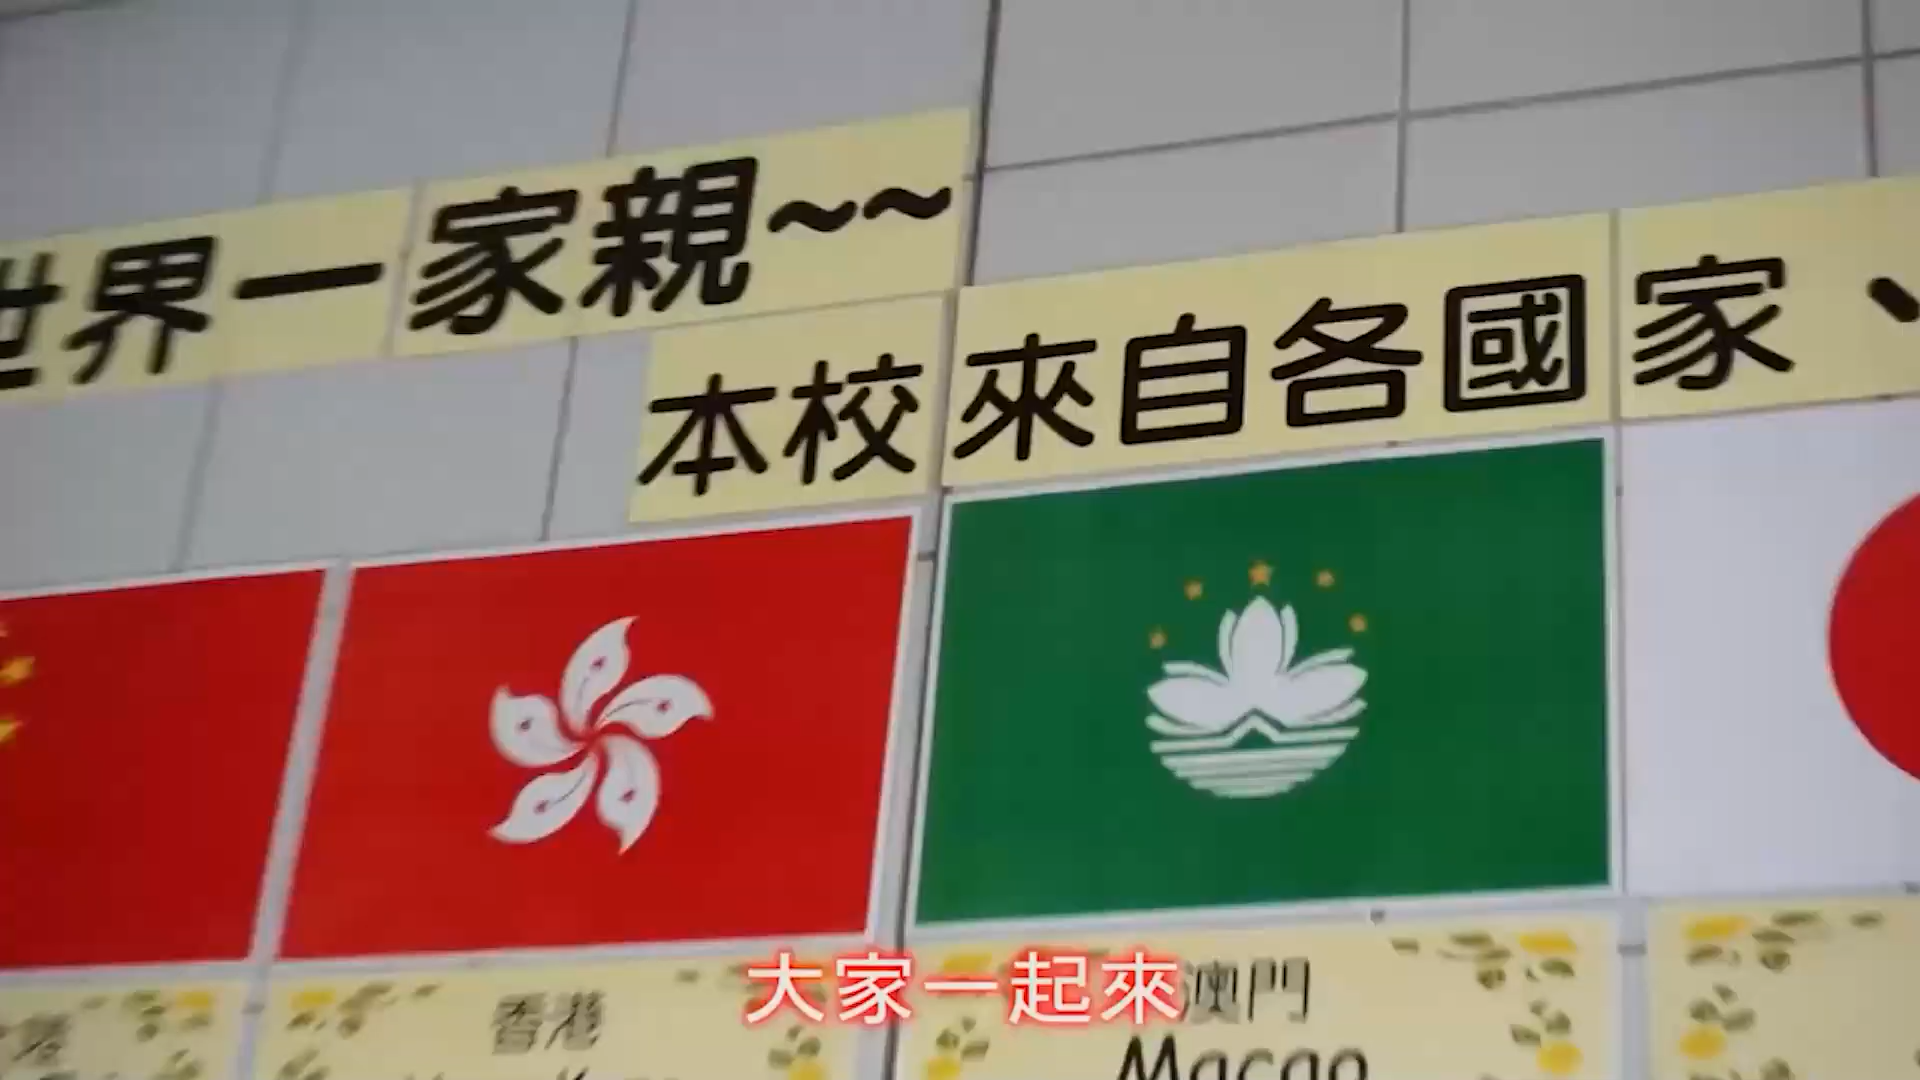 世界一家親~~
本校來自各國家、
香港
澳門
Macao
大家一起來